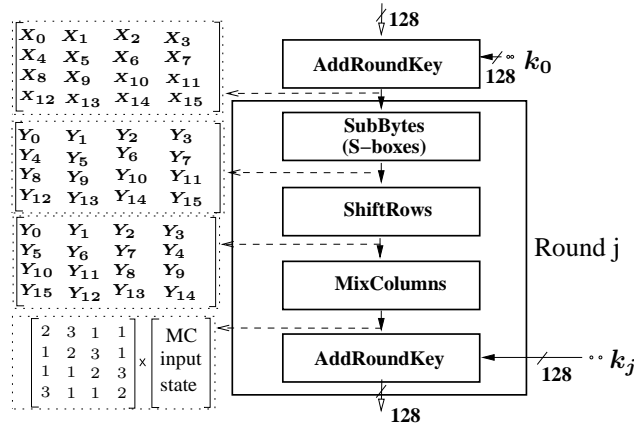 128
X0 X1 X2 X3
X4 X5 X6 X7
X8 X9 X10 X11
X12 X13 X14 X15
AddRoundKey
128
k0
SubBytes
(S-boxes)
Y0 Y1 Y2 Y3
Y4 Y5 Y6 Y7
Y8 Y9 Y10 Y11
Y12 Y13 Y14 Y15
ShiftRows
Y0 Y1 Y2 Y3
Y5 Y6 Y7 Y4
Y10 Y11 Y8 Y9
Y15 Y12 Y13 Y14
Round j
MixColumns
2 3 1 1
1 2 3 1
1 1 2 3
3 1 1 2
x
MC
input
state
AddRoundKey
128
kj
128